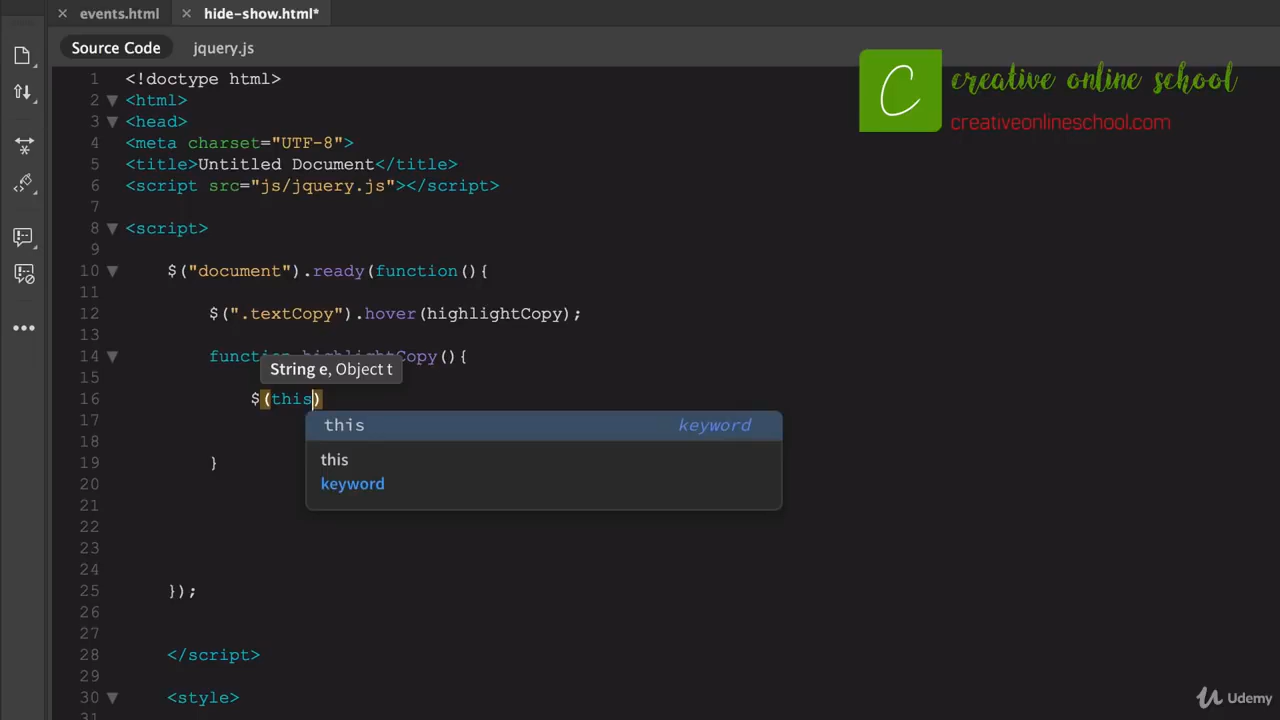 events.html
hide-show.html*
Source Code
jquery.js
C creative online school
creativeonlineschool.com
1 <!doctype html>
2 <html>
3 <head>
4 <meta charset="UTF-8">
5 <title>Untitled Document</title>
6 <script src="js/jquery.js"></script>
7
8 <script>
9
10 $("document").ready(function(){
11
12 $(".textCopy").hover(highlightCopy);
13
14 function highlightCopy(){
String e, Object t
15
16 $(this)
this keyword
17
18
this
19 }
keyword
20
21
22
23
24
25 });
26
27
28 </script>
29
30 <style>
31
Udemy